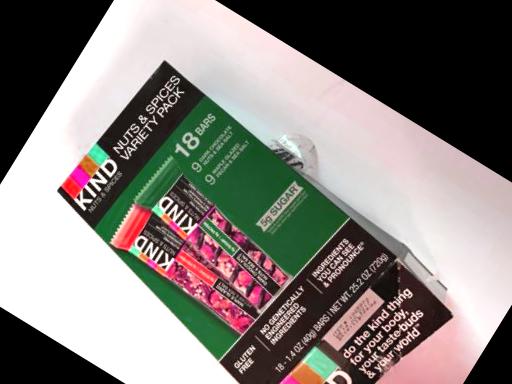 KIND
NUTS & SPICES
NUTS & SPICES
VARIETY PACK
18 BARS
9 DARK CHOCOLATE
NUTS & SEA SALT
9 MAPLE GLAZED
PECAN & SEA SALT
5g SUGAR
KIND
KIND
GLUTEN
FREE
NO GENETICALLY
ENGINEERED
INGREDIENTS
INGREDIENTS
YOU CAN SEE
& PRONOUNCE®
18 - 1.4 OZ (40g) BARS | NET WT. 25.2 OZ (720g)
do the kind thing
for your body,
your taste buds
& your world™